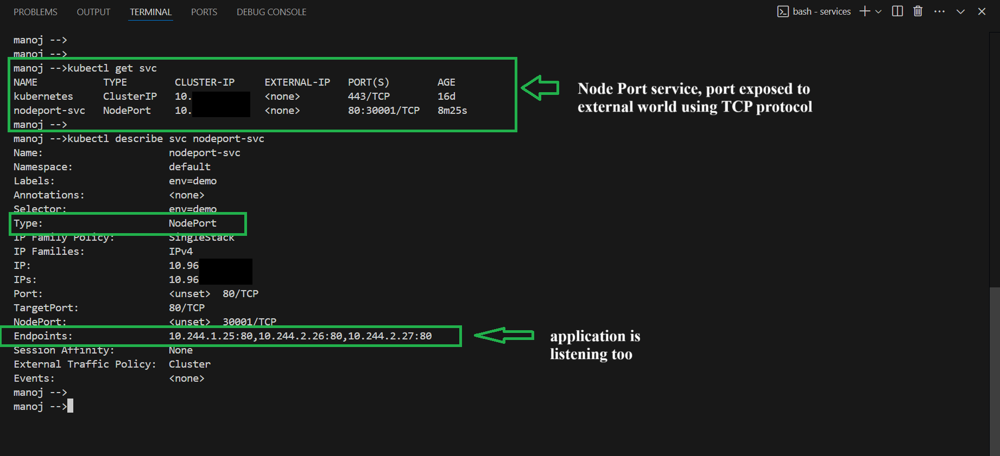 PROBLEMS OUTPUT TERMINAL PORTS DEBUG CONSOLE bash - services
manoj -->
manoj -->
manoj -->kubectl get svc
NAME TYPE CLUSTER-IP EXTERNAL-IP PORT(S) AGE
kubernetes ClusterIP 10. <none> 443/TCP 16d
nodeport-svc NodePort 10. <none> 80:30001/TCP 8m25s
manoj -->
Node Port service, port exposed to
external world using TCP protocol
manoj -->kubectl describe svc nodeport-svc
Name: nodeport-svc
Namespace: default
Labels: env=demo
Annotations: <none>
Selector: env=demo
Type: NodePort
IP Family Policy: SingleStack
IP Families: IPv4
IP: 10.96
IPs: 10.96
Port: <unset> 80/TCP
TargetPort: 80/TCP
NodePort: <unset> 30001/TCP
Endpoints: 10.244.1.25:80,10.244.2.26:80,10.244.2.27:80
application is
listening too
Session Affinity: None
External Traffic Policy: Cluster
Events: <none>
manoj -->
manoj -->